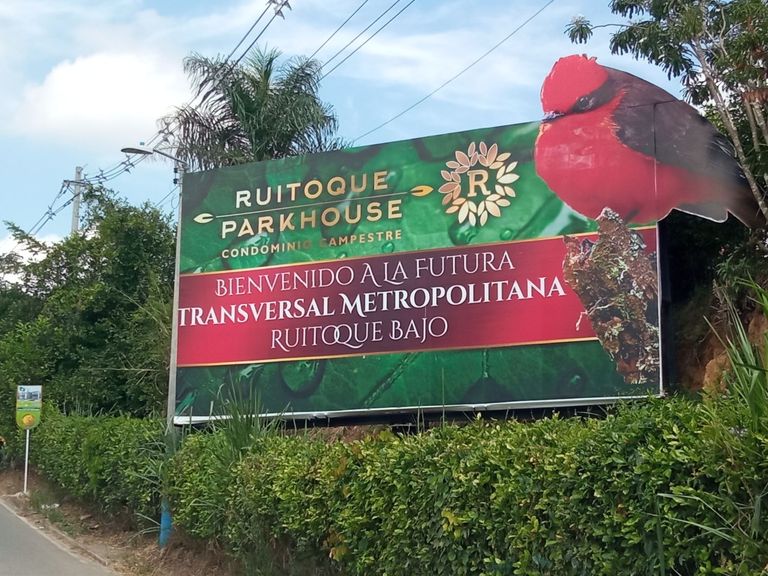 RUITOQUE
PARKHOUSE
CONDOMINIO CAMPESTRE
R
BIENVENIDO A LA FUTURA
TRANSVERSAL METROPOLITANA
RUITOQUE BAJO